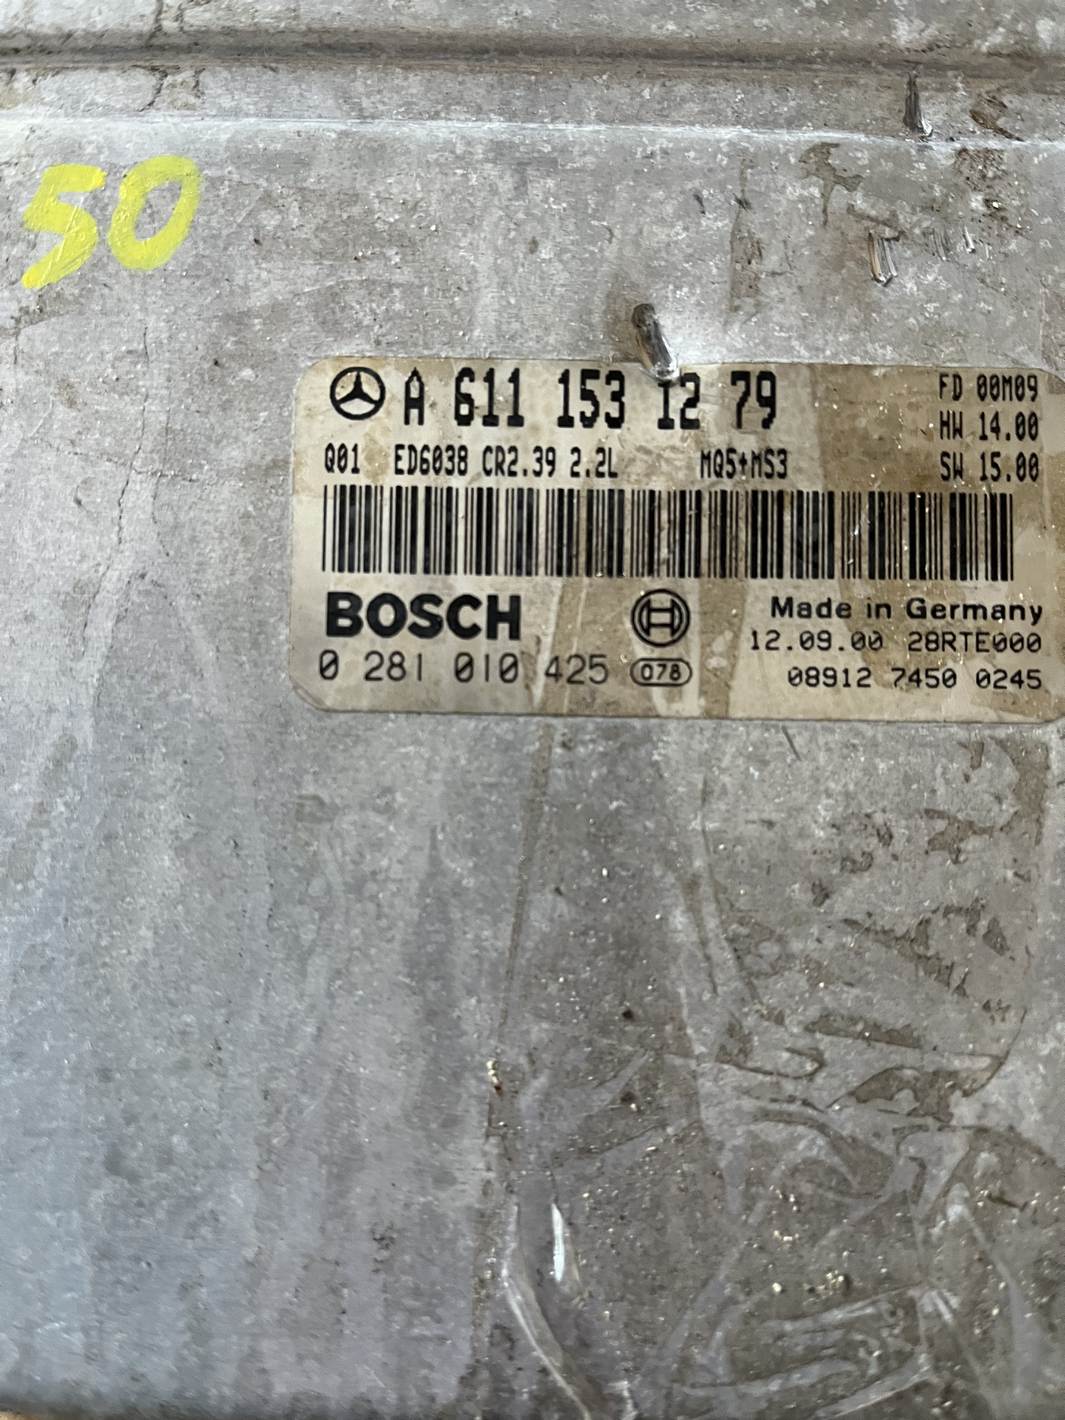 50
A 611 153 12 79
FD 00M09
HW 14.00
Q01 ED6038 CR2.39 2.2L MQ5+MS3
SW 15.00
BOSCH
Made in Germany
12.09.00 28RTE000
0 281 010 425 078
08912 7450 0245